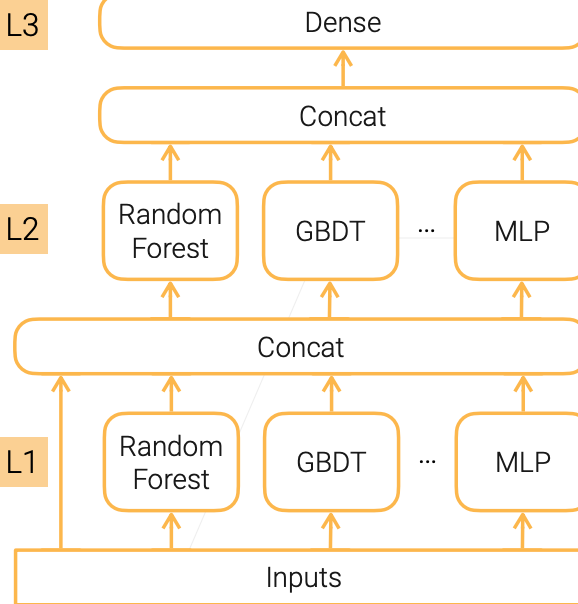 L3
Dense
Concat
L2
Random
Forest
GBDT
...
MLP
Concat
L1
Random
Forest
GBDT
...
MLP
Inputs